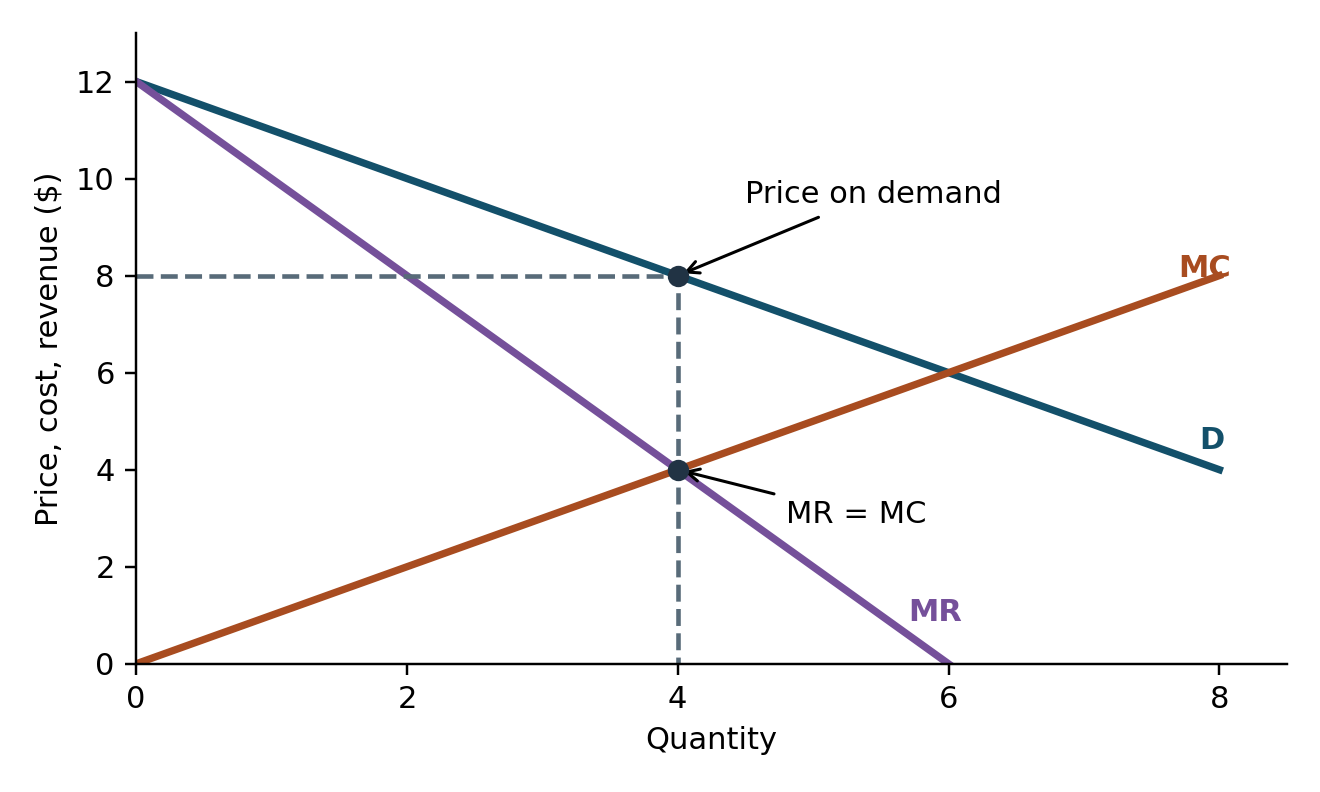 Price, cost, revenue ($)
12
10
8
6
4
2
0
Price on demand
MC
D
MR = MC
MR
0
2
4
6
8
Quantity